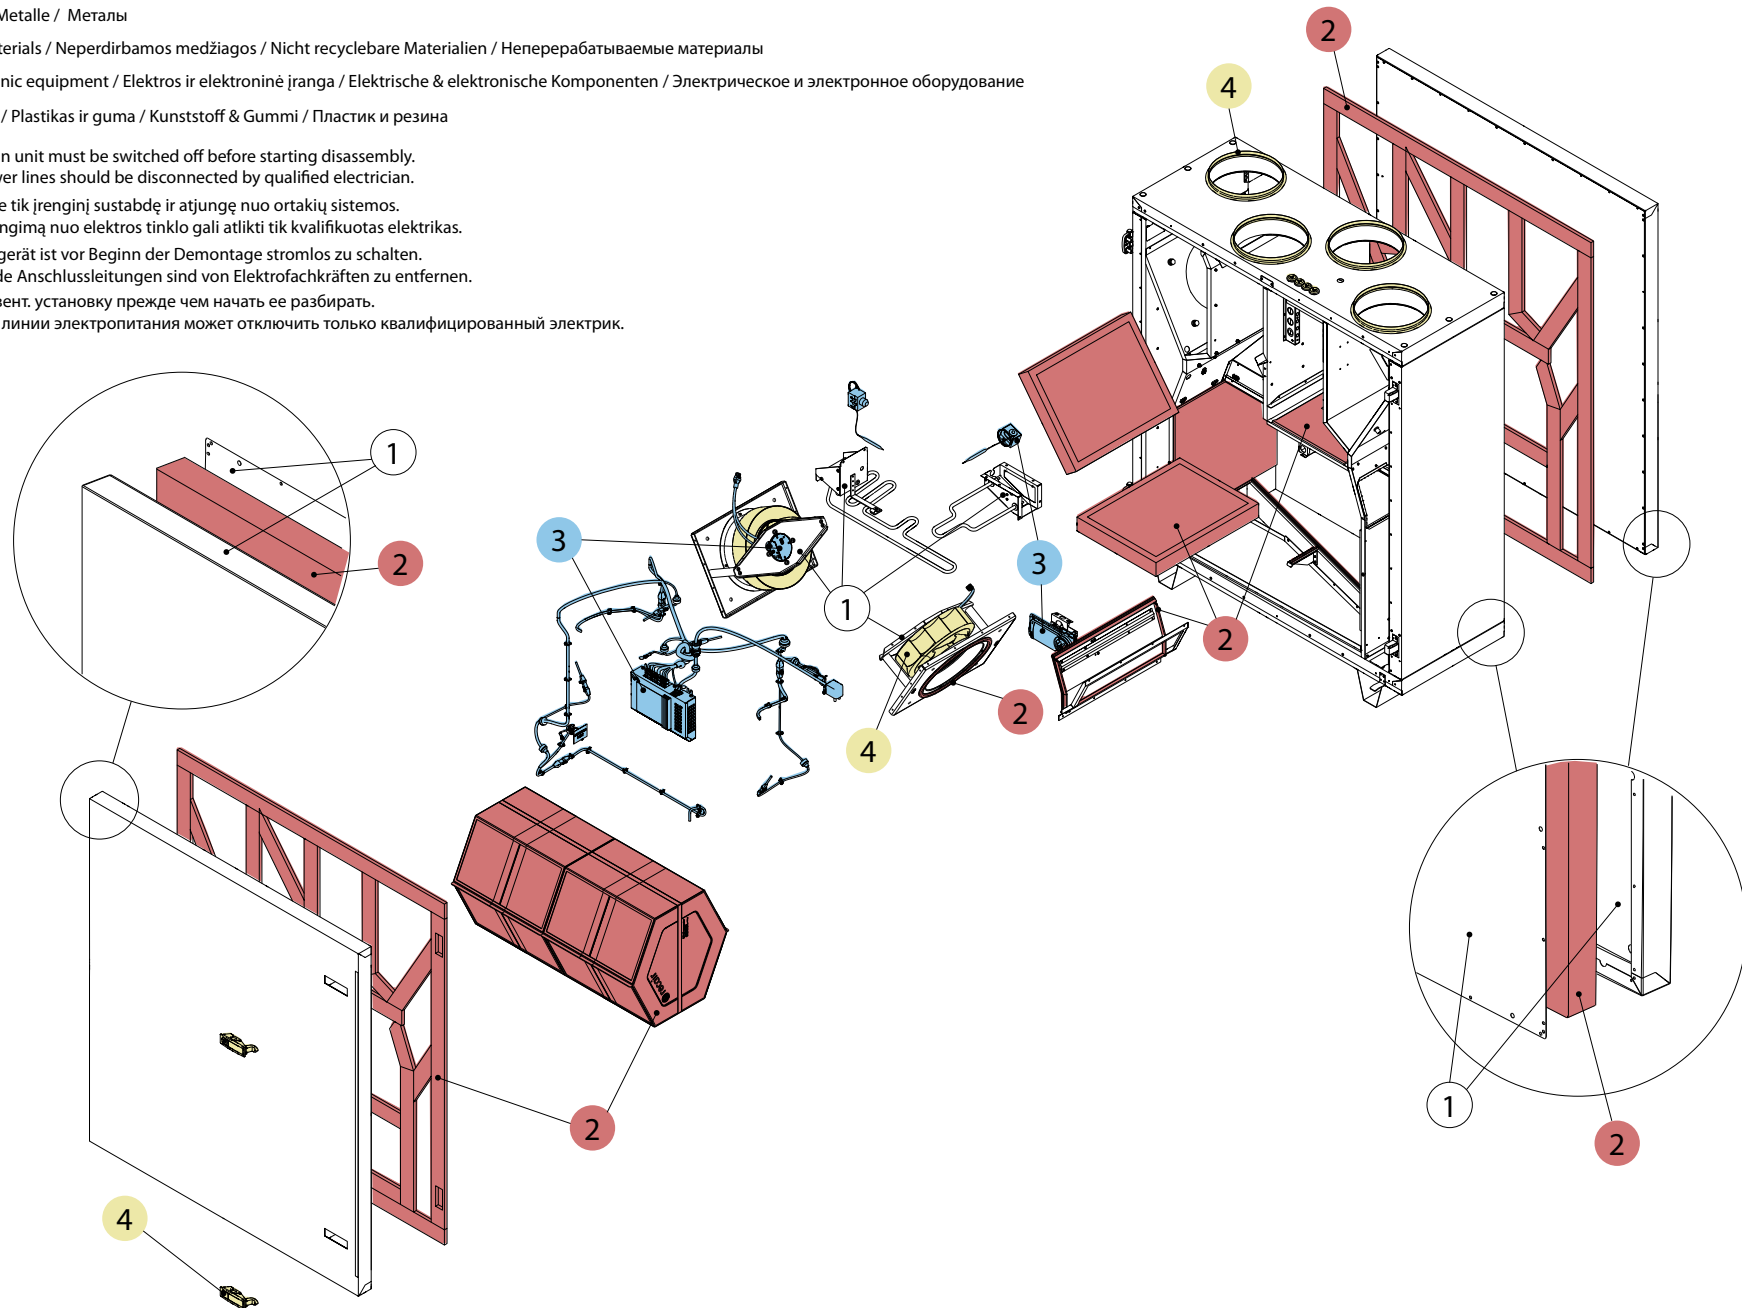 Metalle / Металы
terials / Neperdirbamos medžiagos / Nicht recyclebare Materialien / Неперерабатываемые материалы
nic equipment / Elektros ir elektroninė įranga / Elektrische & elektronische Komponenten / Электрическое и электронное оборудование
/ Plastikas ir guma / Kunststoff & Gummi / Пластик и резина
n unit must be switched off before starting disassembly.
ver lines should be disconnected by qualified electrician.
e tik įrenginį sustabdę ir atjungę nuo ortakių sistemos.
ngimą nuo elektros tinklo gali atlikti tik kvalifikuotas elektrikas.
gerät ist vor Beginn der Demontage stromlos zu schalten.
de Anschlussleitungen sind von Elektrofachkräften zu entfernen.
вент. установку прежде чем начать ее разбирать.
линии электропитания может отключить только квалифицированный электрик.
2
4
1
2
3
3
1
2
2
4
2
1
2
4
recair